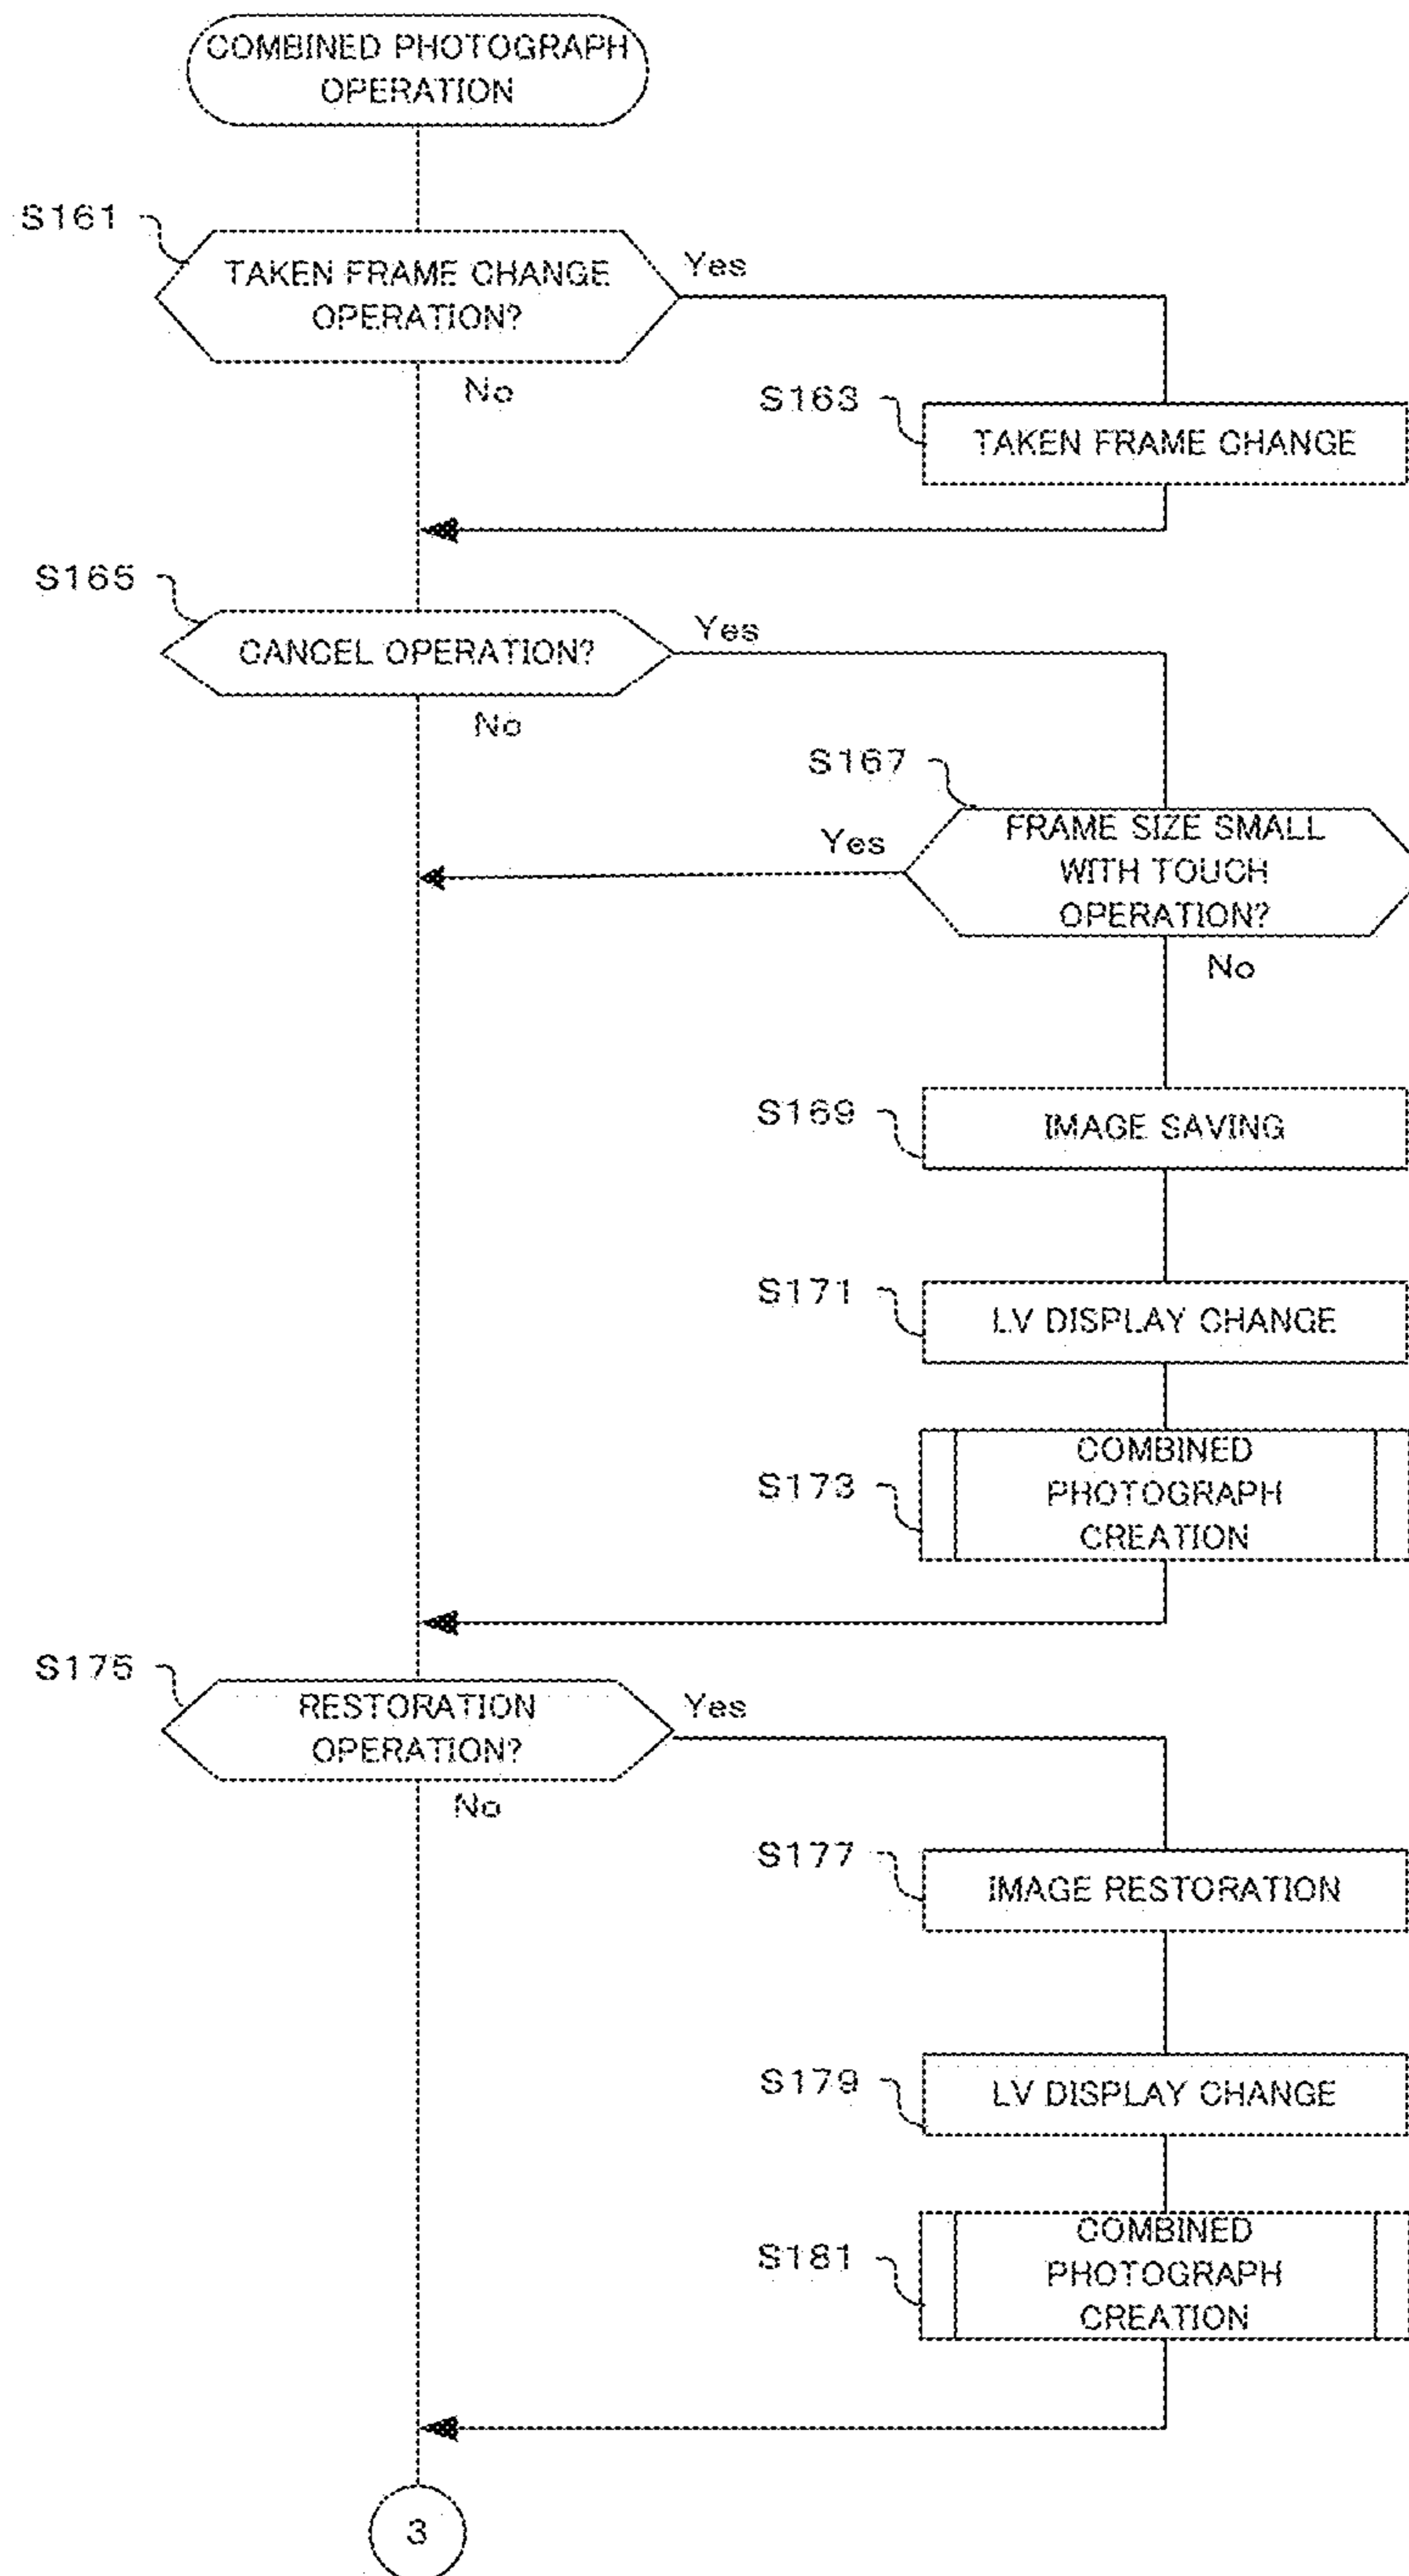 COMBINED PHOTOGRAPH
OPERATION
S161
TAKEN FRAME CHANGE
OPERATION?
Yes
No
S163
TAKEN FRAME CHANGE
S165
CANCEL OPERATION?
Yes
No
S167
FRAME SIZE SMALL
WITH TOUCH
OPERATION?
Yes
No
S169
IMAGE SAVING
S171
LV DISPLAY CHANGE
S173
COMBINED
PHOTOGRAPH
CREATION
S175
RESTORATION
OPERATION?
Yes
No
S177
IMAGE RESTORATION
S179
LV DISPLAY CHANGE
S181
COMBINED
PHOTOGRAPH
CREATION
3